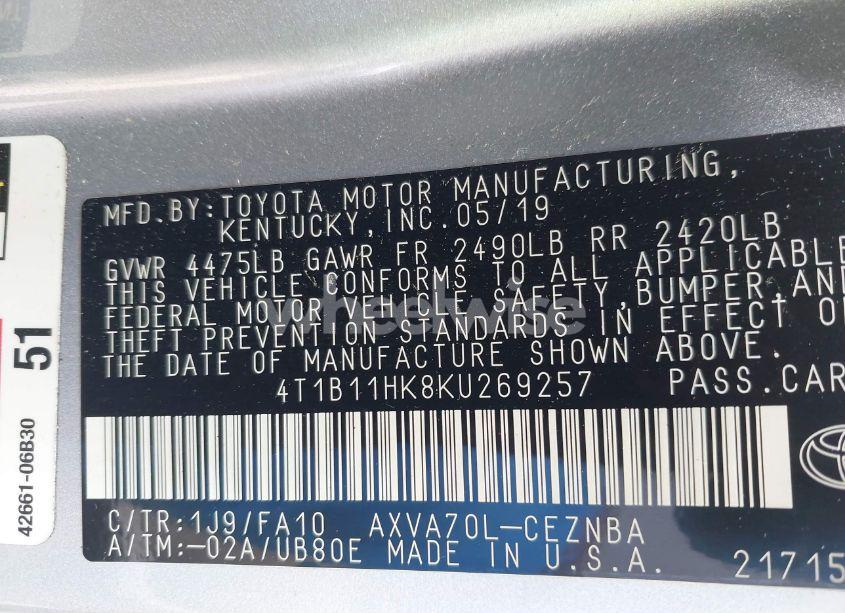 MFD. BY: TOYOTA MOTOR MANUFACTURING,
KENTUCKY, INC. 05/19
GVWR 4475LB GAWR FR 2490LB RR 2420LB
THIS VEHICLE CONFORMS TO ALL APPLICABLE
FEDERAL MOTOR VEHICLE SAFETY, BUMPER, AND
THEFT PREVENTION STANDARDS IN EFFECT O
THE DATE OF MANUFACTURE SHOWN ABOVE.
4T1B11HK8KU269257 PASS. CAR
C/TR: 1J9/FA10 AXVA70L-CEZNBA
A/TM:-02A/UB80E MADE IN U.S.A. 21715
51
42661-06B30
wheelwise